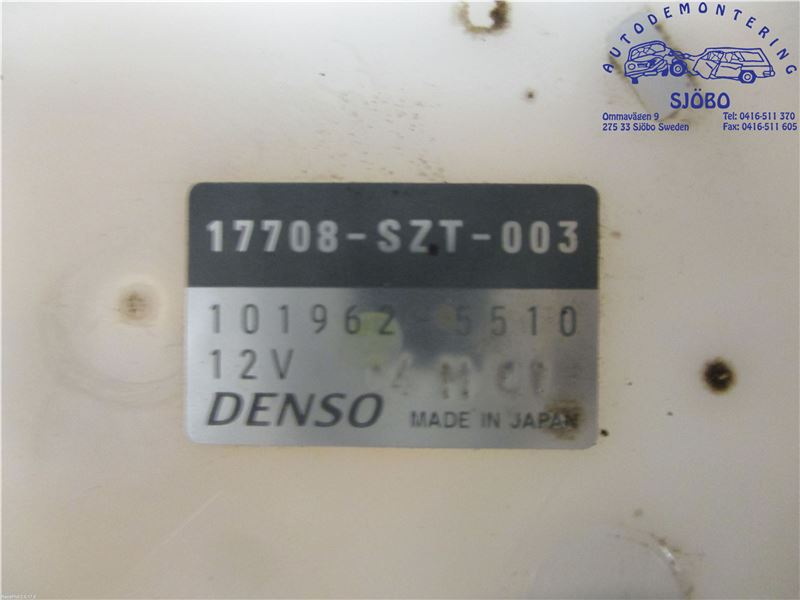 AUTODEMONTERING
SJÖBO
Ommavägen 9
275 33 Sjöbo Sweden
Tel: 0416-511 370
Fax: 0416-511 605
17708-SZT-003
101962-5510
12V
DENSO
MADE IN JAPAN